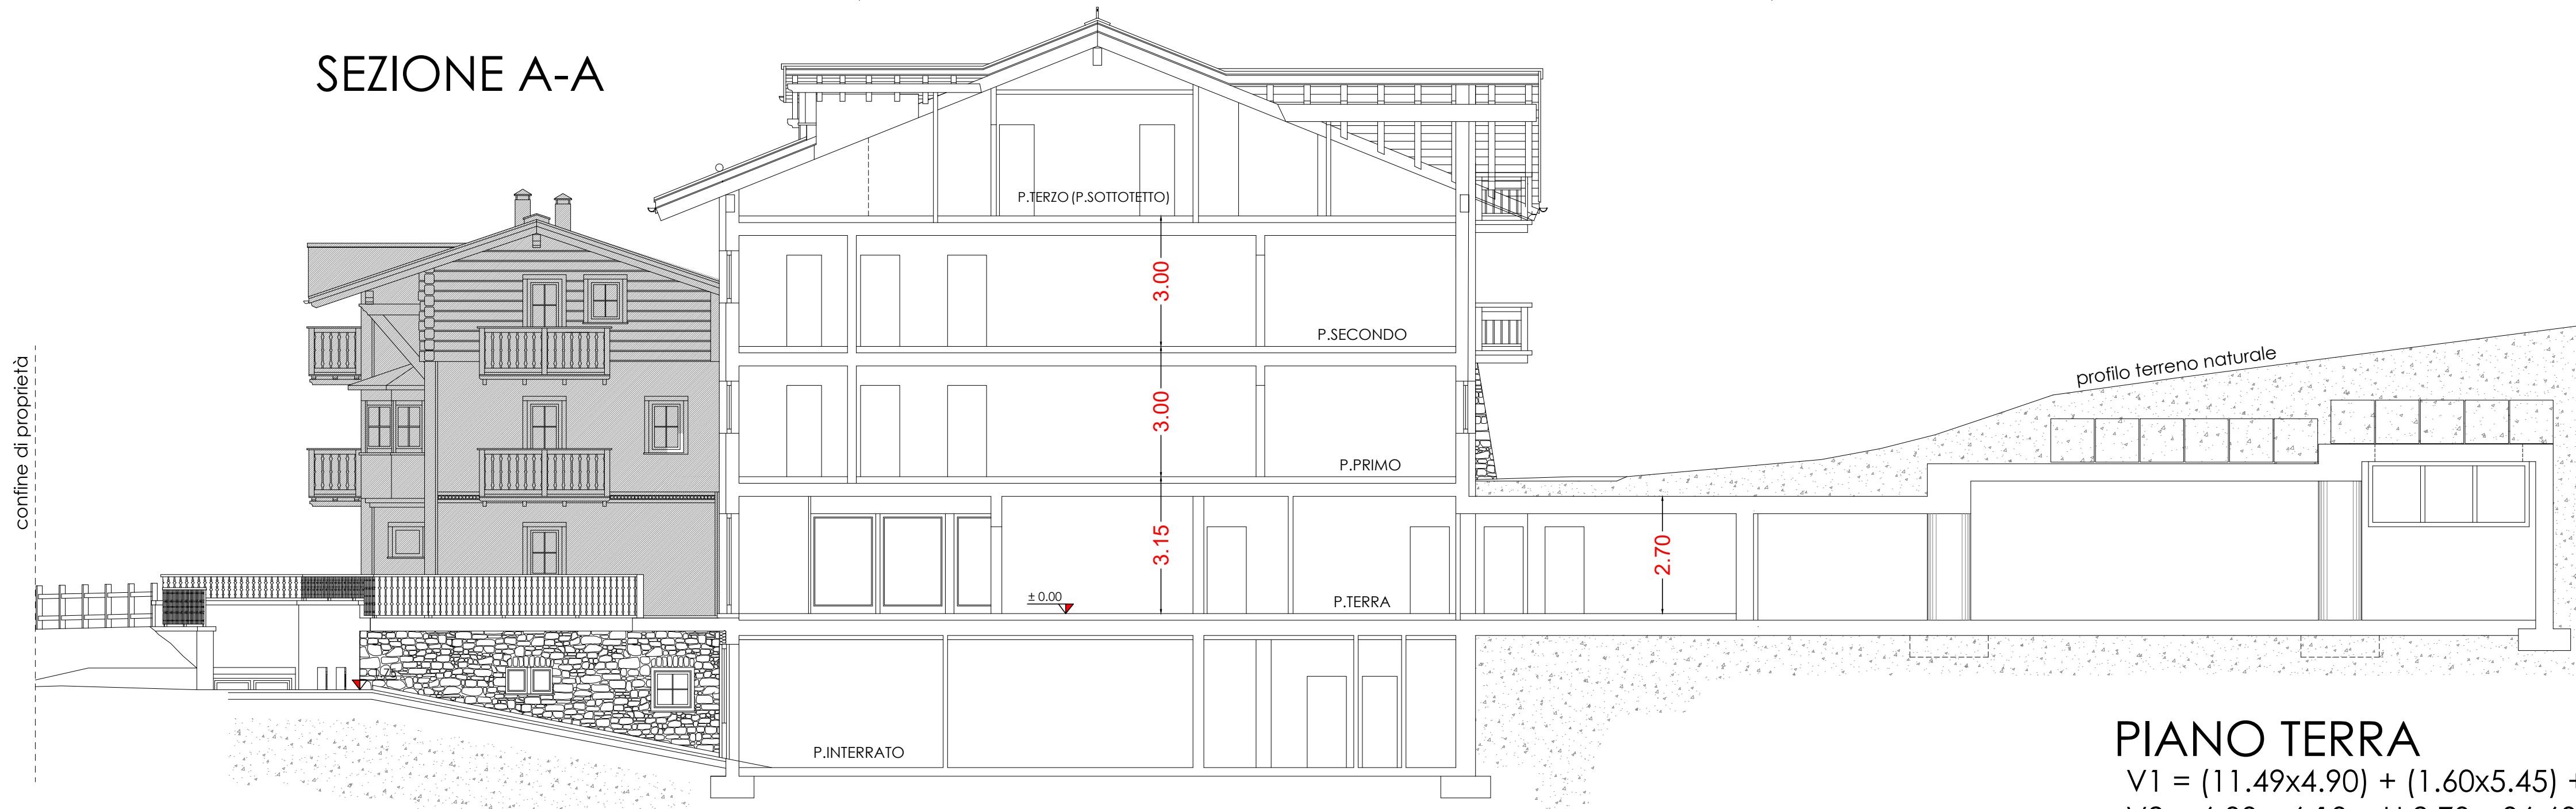 SEZIONE A-A
P.TERZO (P.SOTTOTETTO)
3.00
P.SECONDO
confine di proprietà
profilo terreno naturale
3.00
P.PRIMO
3.15
2.70
± 0.00
P.TERRA
P.INTERRATO
PIANO TERRA
V1 = (11.49x4.90) + (1.60x5.45) +